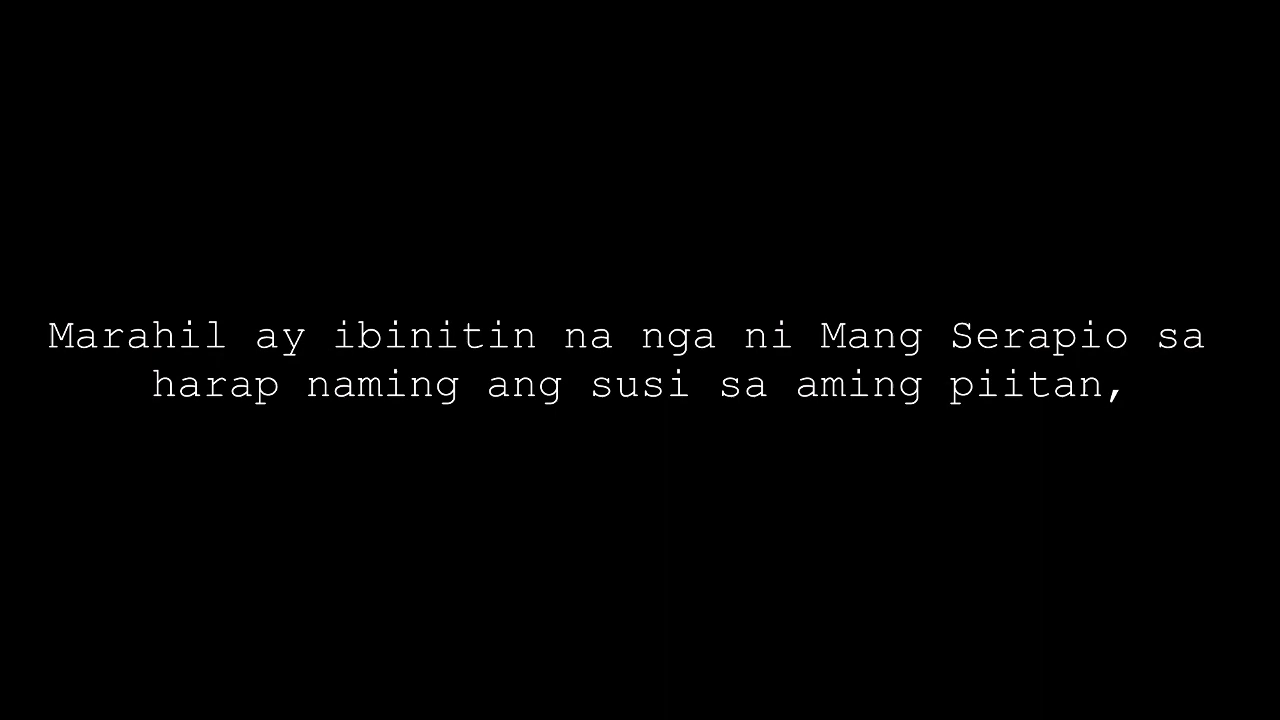 Marahil ay ibinitin na nga ni Mang Serapio sa
harap naming ang susi sa aming piitan,